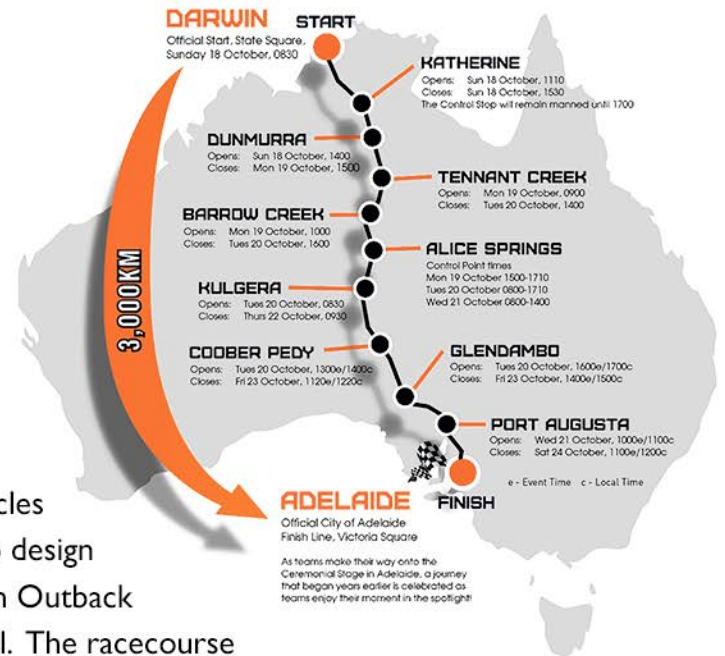 DARWIN
Official Start, State Square,
Sunday 18 October, 0830
START
KATHERINE
Opens: Sun 18 October, 1110
Closes: Sun 18 October, 1530
The Control Stop will remain manned until 1700
DUNMURRA
Opens: Sun 18 October, 1400
Closes: Mon 19 October, 1500
TENNANT CREEK
Opens: Mon 19 October, 0900
Closes: Tues 20 October, 1400
BARROW CREEK
Opens: Mon 19 October, 1000
Closes: Tues 20 October, 1600
ALICE SPRINGS
Control Point times
Mon 19 October 1500-1710
Tues 20 October 0800-1710
Wed 21 October 0800-1400
KULGERA
Opens: Tues 20 October, 0830
Closes: Thurs 22 October, 0930
3,000KM
COOBER PEDY
Opens: Tues 20 October, 1300e/1400c
Closes: Fri 23 October, 1120e/1220c
GLENDAMBO
Opens: Tues 20 October, 1600e/1700c
Closes: Fri 23 October, 1400e/1500c
PORT AUGUSTA
Opens: Wed 21 October, 1000e/1100c
Closes: Sat 24 October, 1100e/1200c
e - Event Time c - Local Time
FINISH
ADELAIDE
Official City of Adelaide
Finish Line, Victoria Square
As teams make their way onto the
Ceremonial Stage in Adelaide, a journey
that began years earlier is celebrated as
teams enjoy their moment in the spotlight!
cles
design
Outback
l. The racecourse